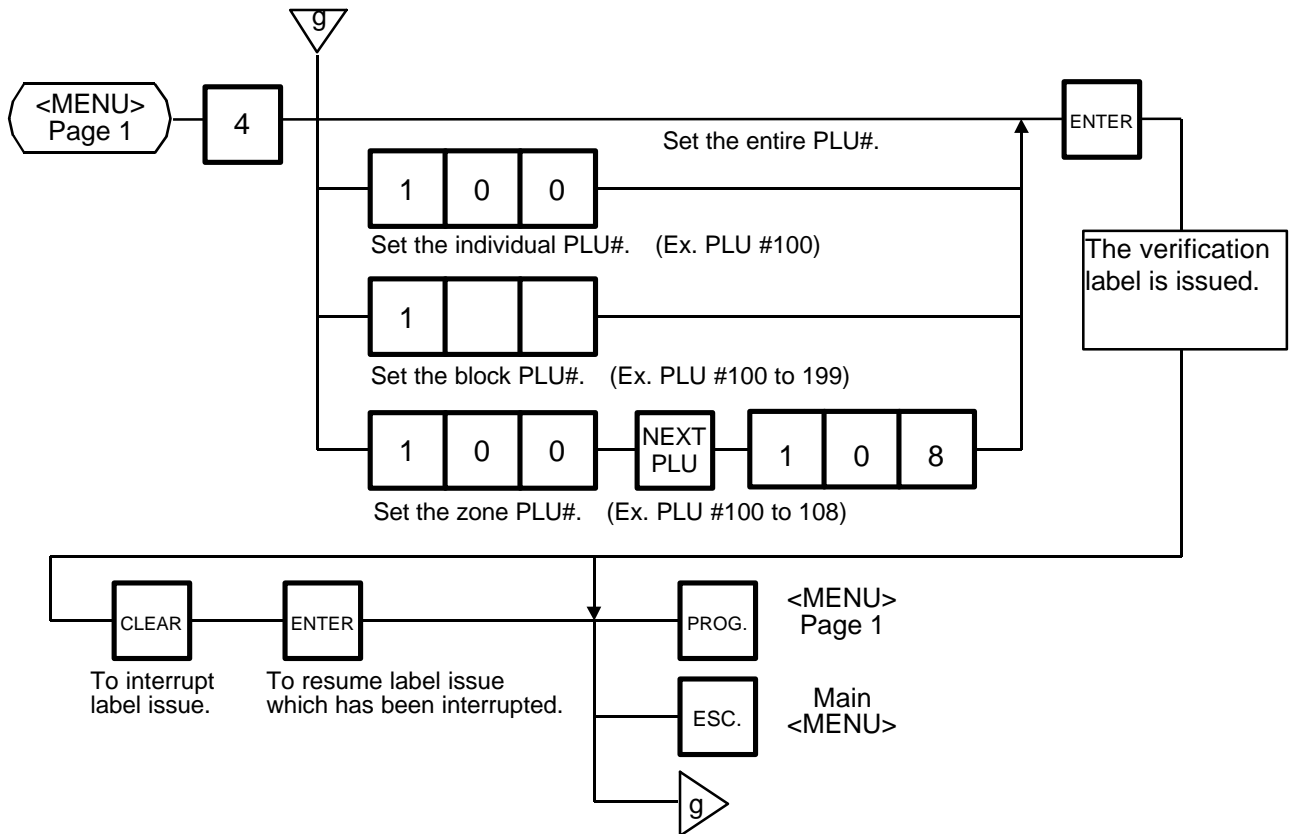 g
<MENU>
Page 1
4
ENTER
Set the entire PLU#.
1 0 0
Set the individual PLU#. (Ex. PLU #100)
The verification
label is issued.
1
Set the block PLU#. (Ex. PLU #100 to 199)
1 0 0
NEXT
PLU
1 0 8
Set the zone PLU#. (Ex. PLU #100 to 108)
CLEAR
To interrupt
label issue.
ENTER
To resume label issue
which has been interrupted.
PROG.
<MENU>
Page 1
ESC.
Main
<MENU>
g